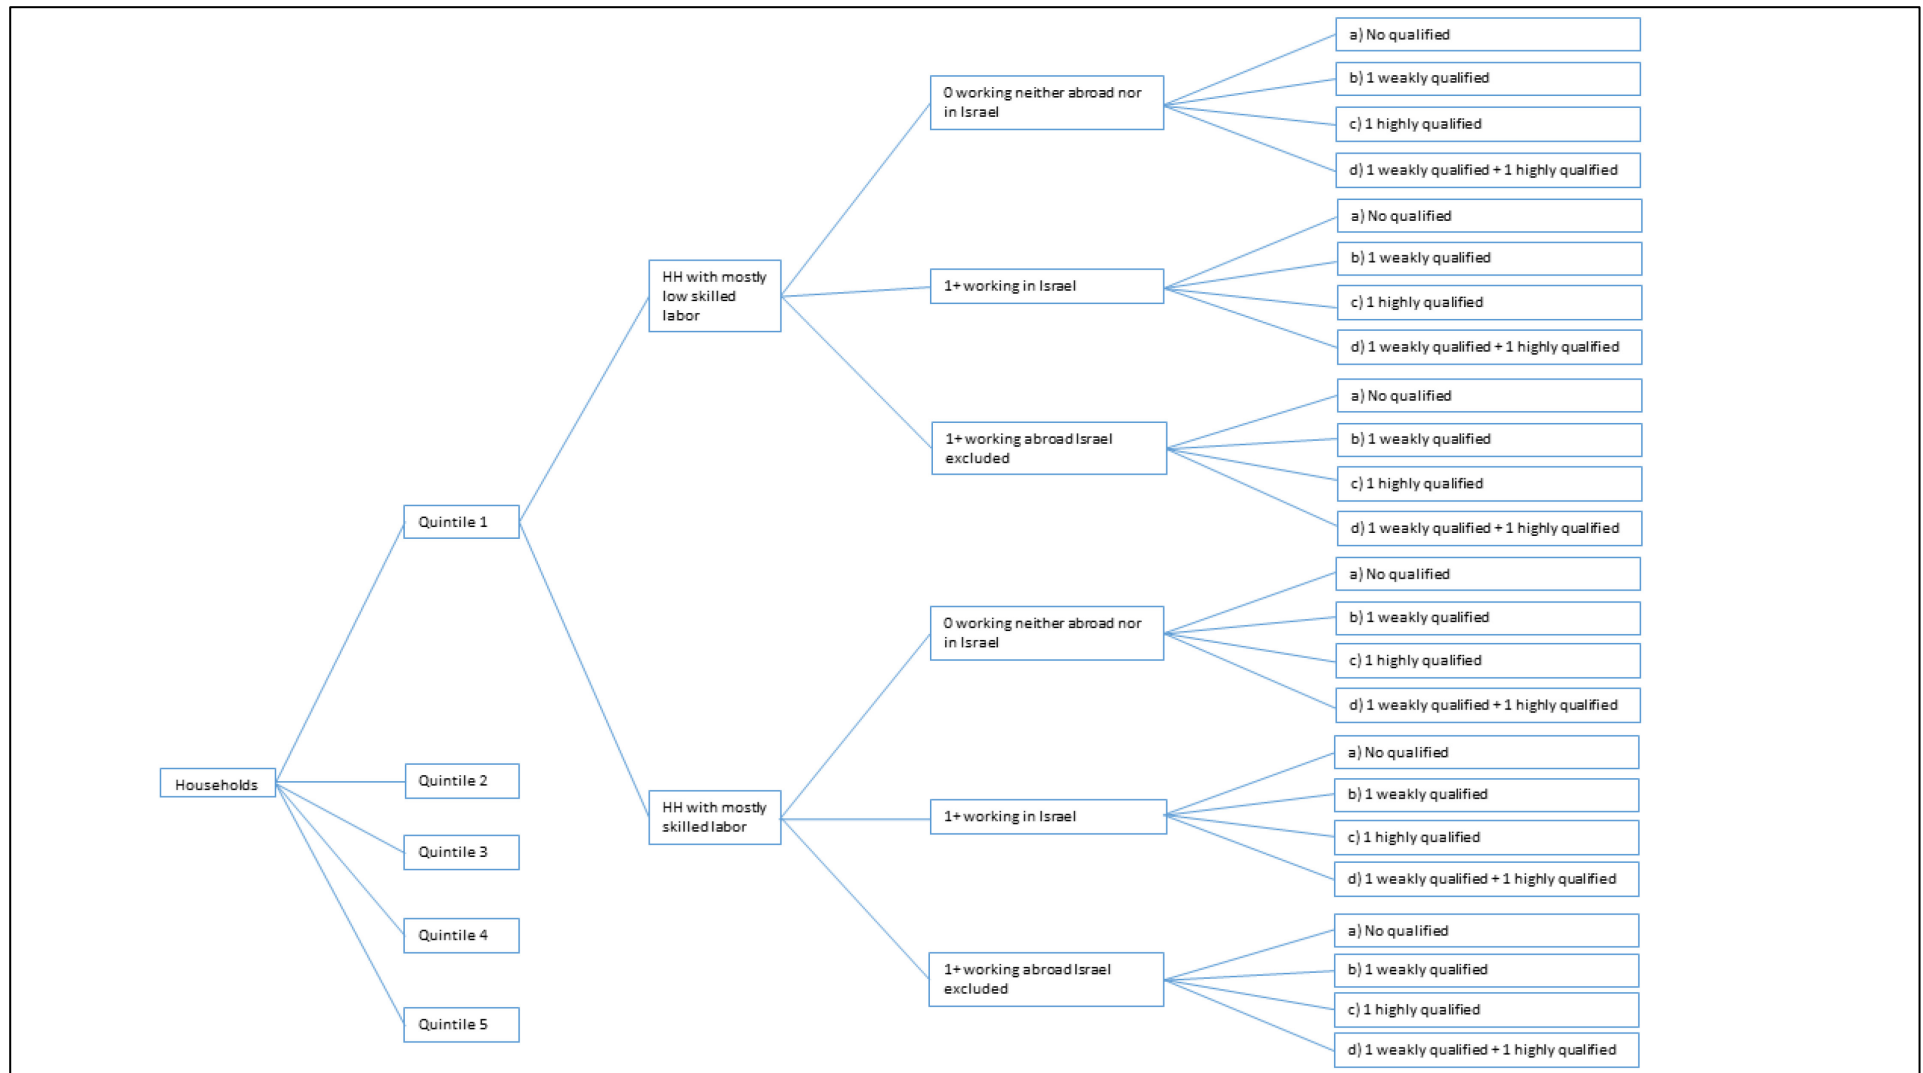 Households
Quintile 1
Quintile 2
Quintile 3
Quintile 4
Quintile 5
HH with mostly
low skilled
labor
HH with mostly
skilled labor
0 working neither abroad nor
in Israel
1+ working in Israel
1+ working abroad Israel
excluded
0 working neither abroad nor
in Israel
1+ working in Israel
1+ working abroad Israel
excluded
a) No qualified
b) 1 weakly qualified
c) 1 highly qualified
d) 1 weakly qualified + 1 highly qualified
a) No qualified
b) 1 weakly qualified
c) 1 highly qualified
d) 1 weakly qualified + 1 highly qualified
a) No qualified
b) 1 weakly qualified
c) 1 highly qualified
d) 1 weakly qualified + 1 highly qualified
a) No qualified
b) 1 weakly qualified
c) 1 highly qualified
d) 1 weakly qualified + 1 highly qualified
a) No qualified
b) 1 weakly qualified
c) 1 highly qualified
d) 1 weakly qualified + 1 highly qualified
a) No qualified
b) 1 weakly qualified
c) 1 highly qualified
d) 1 weakly qualified + 1 highly qualified